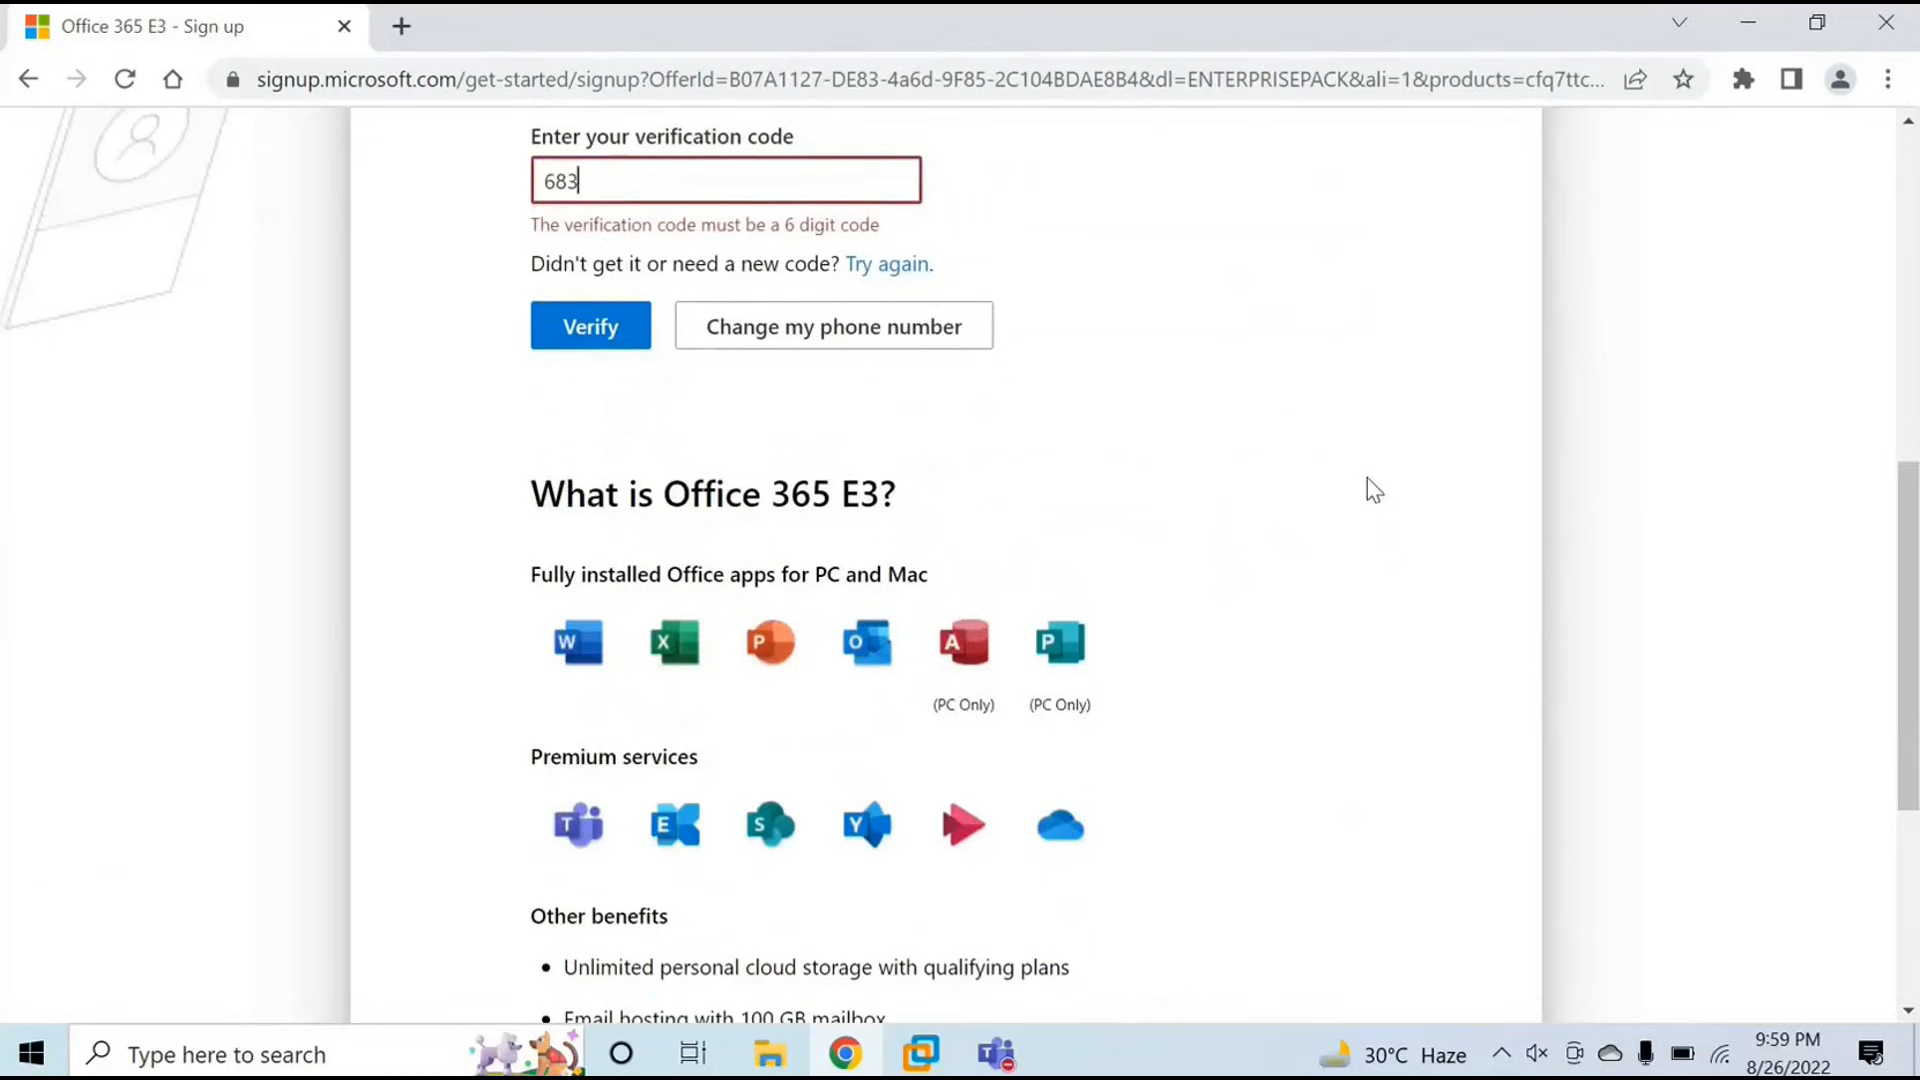 Office 365 E3 - Sign up
signup.microsoft.com/get-started/signup?OfferId=B07A1127-DE83-4a6d-9F85-2C104BDAE8B4&dl=ENTERPRISEPACK&ali=1&products=cfq7ttc...
Enter your verification code
683
The verification code must be a 6 digit code
Didn't get it or need a new code? Try again.
Verify
Change my phone number
What is Office 365 E3?
Fully installed Office apps for PC and Mac
W X P O A P
(PC Only) (PC Only)
Premium services
T E S Y
Other benefits
• Unlimited personal cloud storage with qualifying plans
• Email hosting with 100 GB mailbox
Type here to search
30°C Haze
9:59 PM
8/26/2022